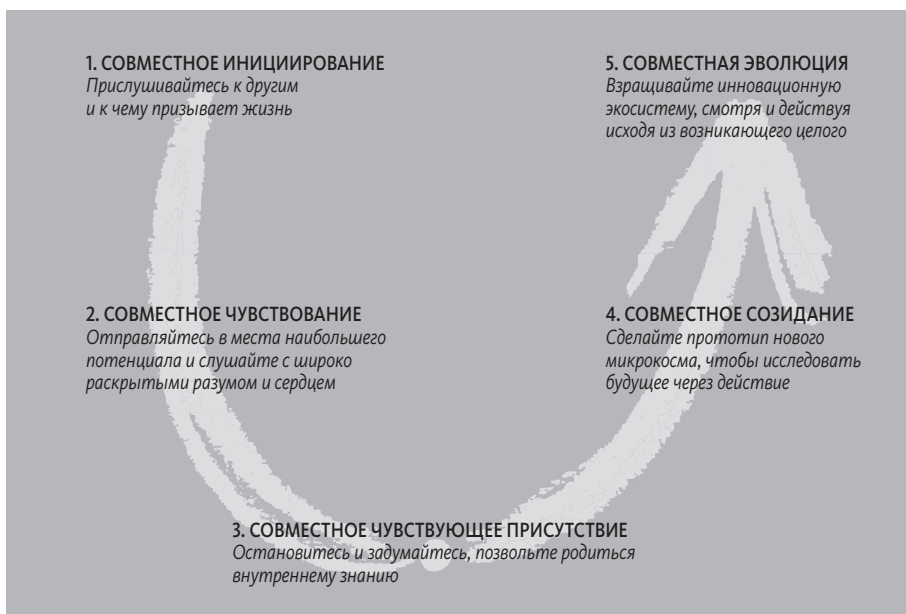 1. СОВМЕСТНОЕ ИНИЦИИРОВАНИЕ
Прислушивайтесь к другим
и к чему призывает жизнь
2. СОВМЕСТНОЕ ЧУВСТВОВАНИЕ
Отправляйтесь в места наибольшего
потенциала и слушайте с широко
раскрытыми разумом и сердцем
3. СОВМЕСТНОЕ ЧУВСТВУЮЩЕЕ ПРИСУТСТВИЕ
Остановитесь и задумайтесь, позвольте родиться
внутреннему знанию
4. СОВМЕСТНОЕ СОЗИДАНИЕ
Сделайте прототип нового
микрокосма, чтобы исследовать
будущее через действие
5. СОВМЕСТНАЯ ЭВОЛЮЦИЯ
Взращивайте инновационную
экосистему, смотря и действуя
исходя из возникающего целого